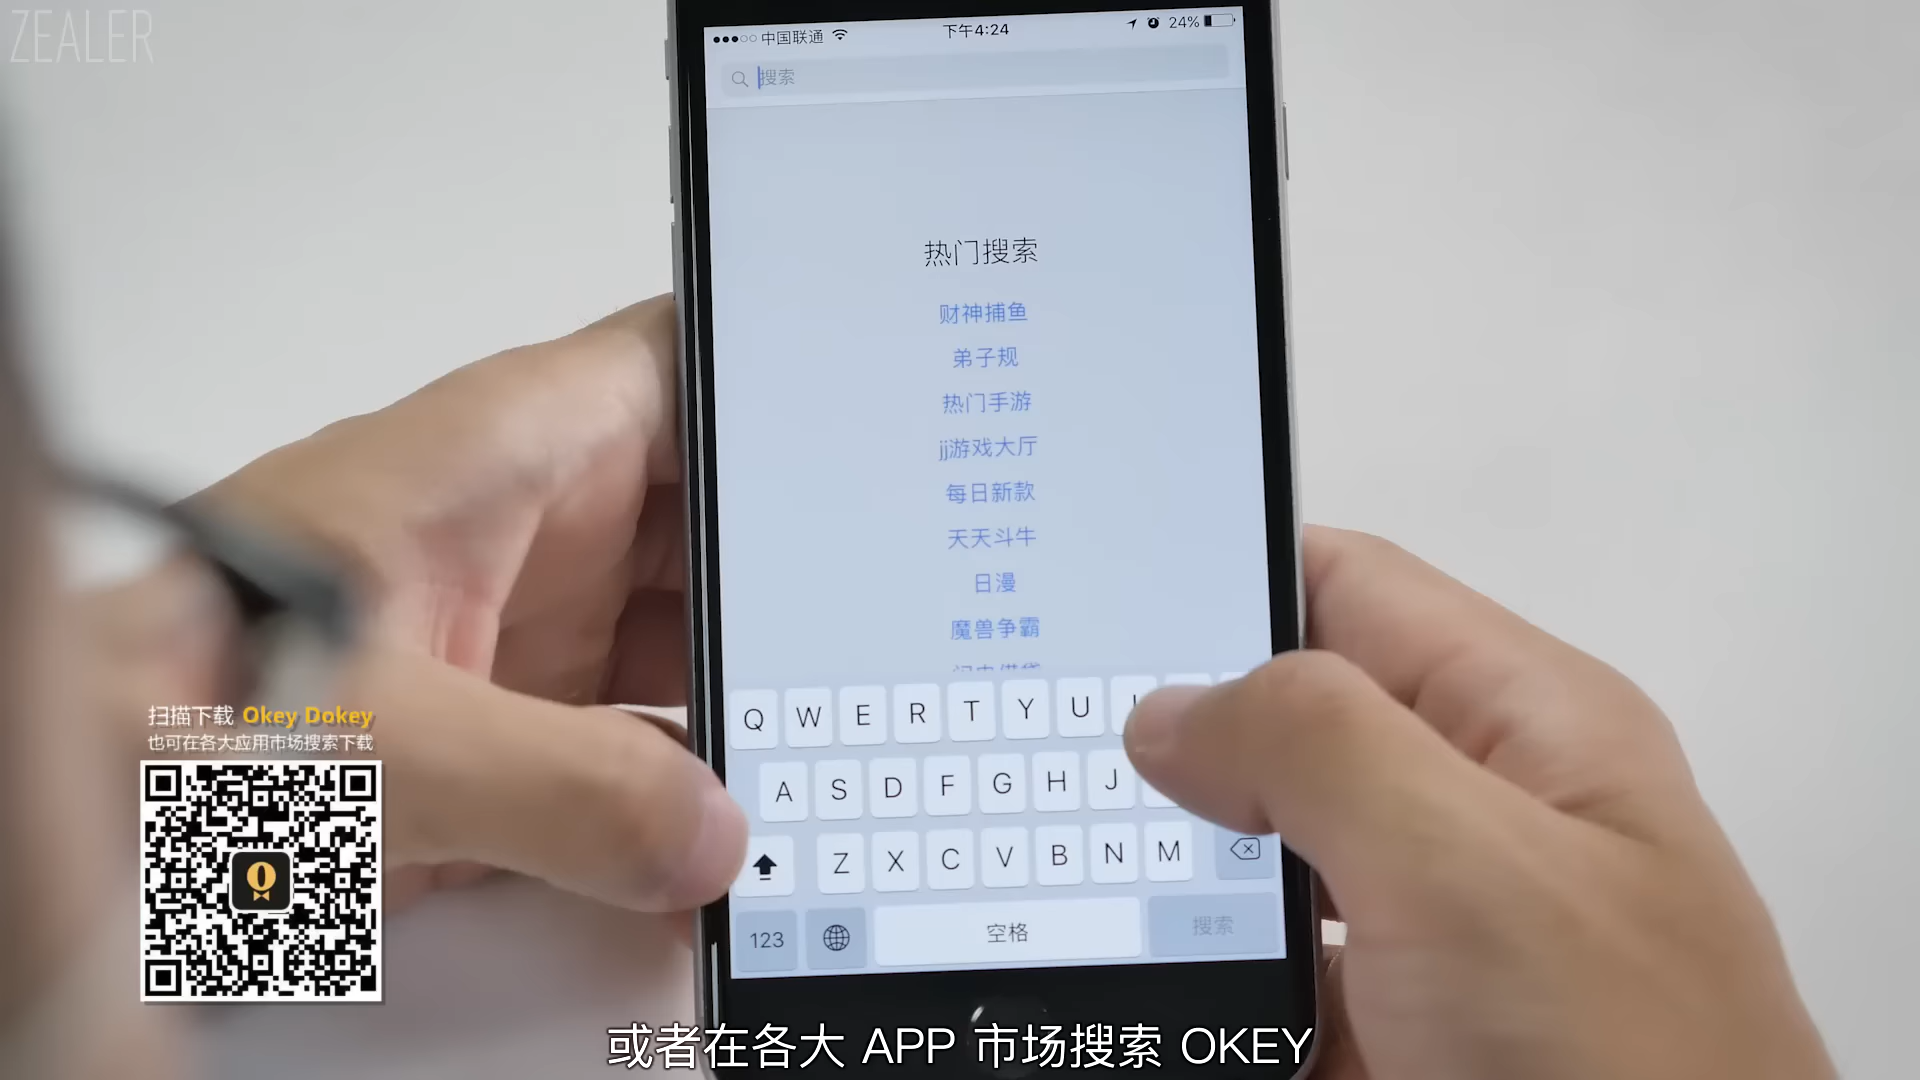 ZEALER
中国联通 下午4:24 24%
搜索
热门搜索
财神捕鱼
弟子规
热门手游
jj游戏大厅
每日新款
天天斗牛
日漫
魔兽争霸
Q W E R T Y U
A S D F G H J
Z X C V B N M
123 空格 搜索
扫描下载 Okey Dokey
也可在各大应用市场搜索下载
或者在各大 APP 市场搜索 OKEY